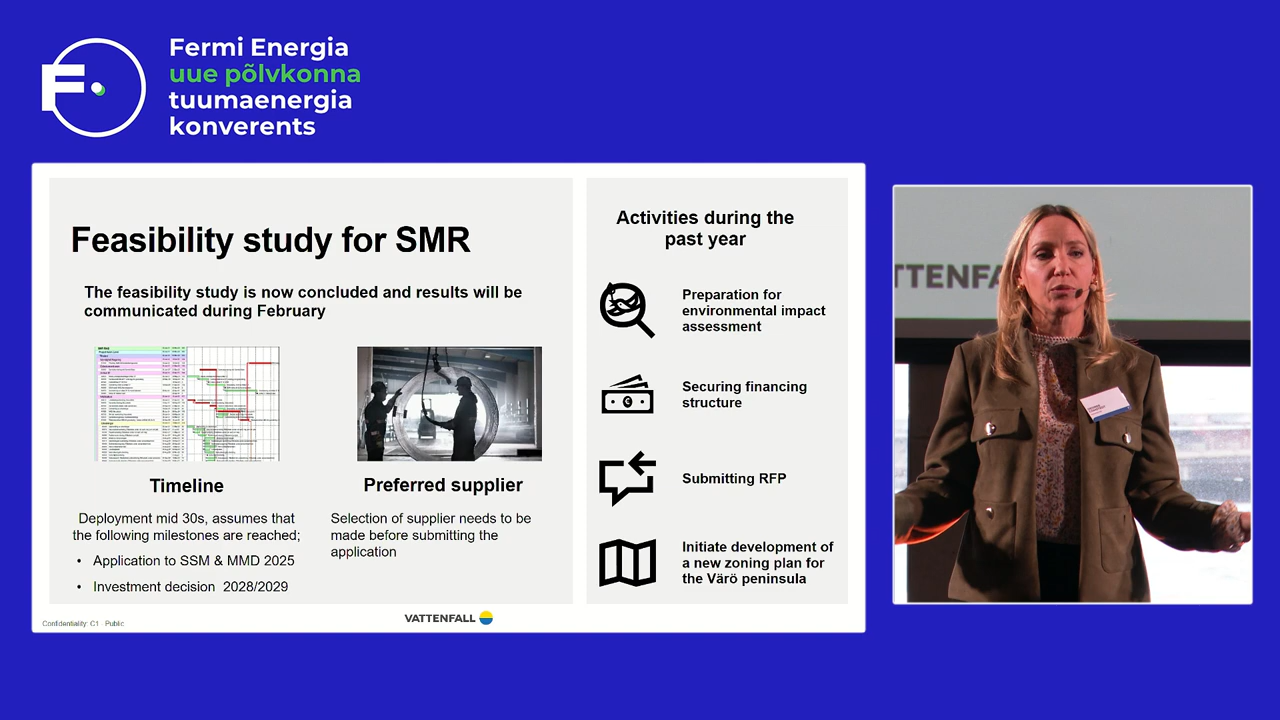 Fermi Energia
uue põlvkonna
tuumaenergia
konverents
Feasibility study for SMR
The feasibility study is now concluded and results will be
communicated during February
Timeline
Deployment mid 30s, assumes that
the following milestones are reached;
• Application to SSM & MMD 2025
• Investment decision 2028/2029
Preferred supplier
Selection of supplier needs to be
made before submitting the
application
Activities during the
past year
Preparation for
environmental impact
assessment
Securing financing
structure
Submitting RFP
Initiate development of
a new zoning plan for
the Värö peninsula
Confidentiality: C1 - Public
VATTENFALL
TTENFA